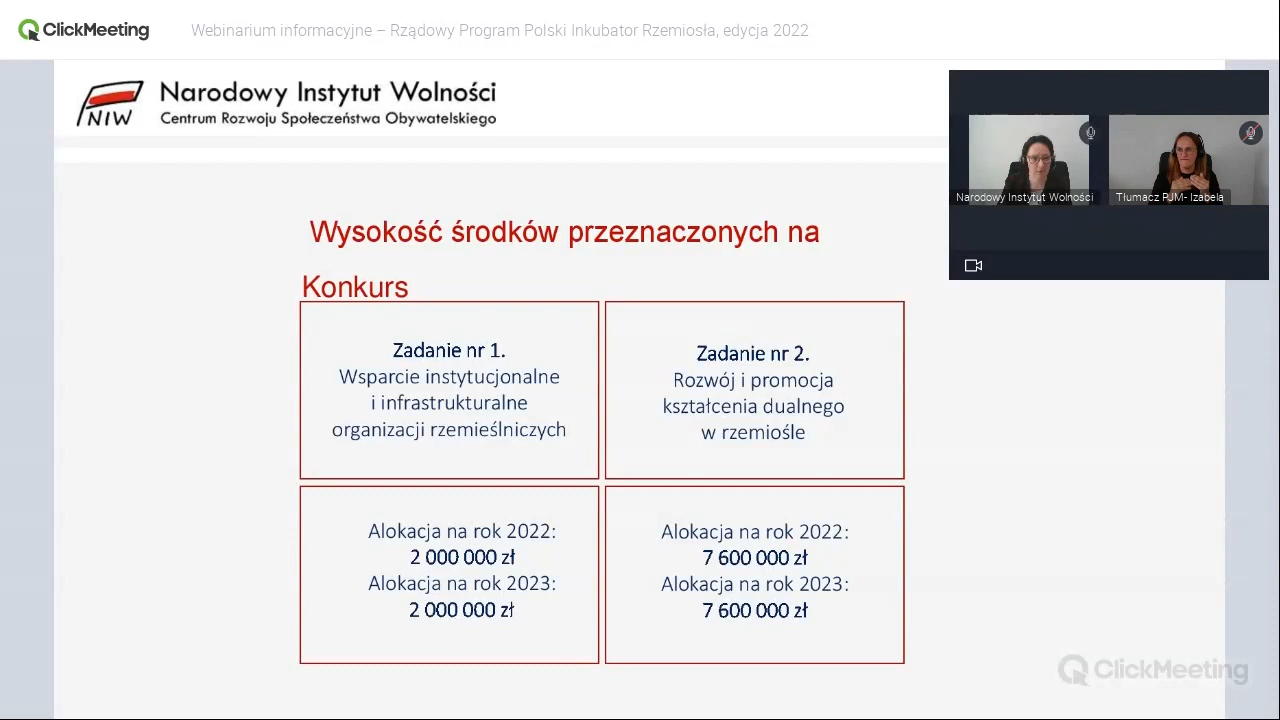 ClickMeeting
Webinarium informacyjne – Rządowy Program Polski Inkubator Rzemiosła, edycja 2022
NIW
Narodowy Instytut Wolności
Centrum Rozwoju Społeczeństwa Obywatelskiego
Narodowy Instytut Wolności
Tłumacz PJM- Izabela
Wysokość środków przeznaczonych na
Konkurs
Zadanie nr 1.
Wsparcie instytucjonalne
i infrastrukturalne
organizacji rzemieślniczych
Zadanie nr 2.
Rozwój i promocja
kształcenia dualnego
w rzemiośle
Alokacja na rok 2022:
2 000 000 zł
Alokacja na rok 2023:
2 000 000 zł
Alokacja na rok 2022:
7 600 000 zł
Alokacja na rok 2023:
7 600 000 zł
ClickMeeting